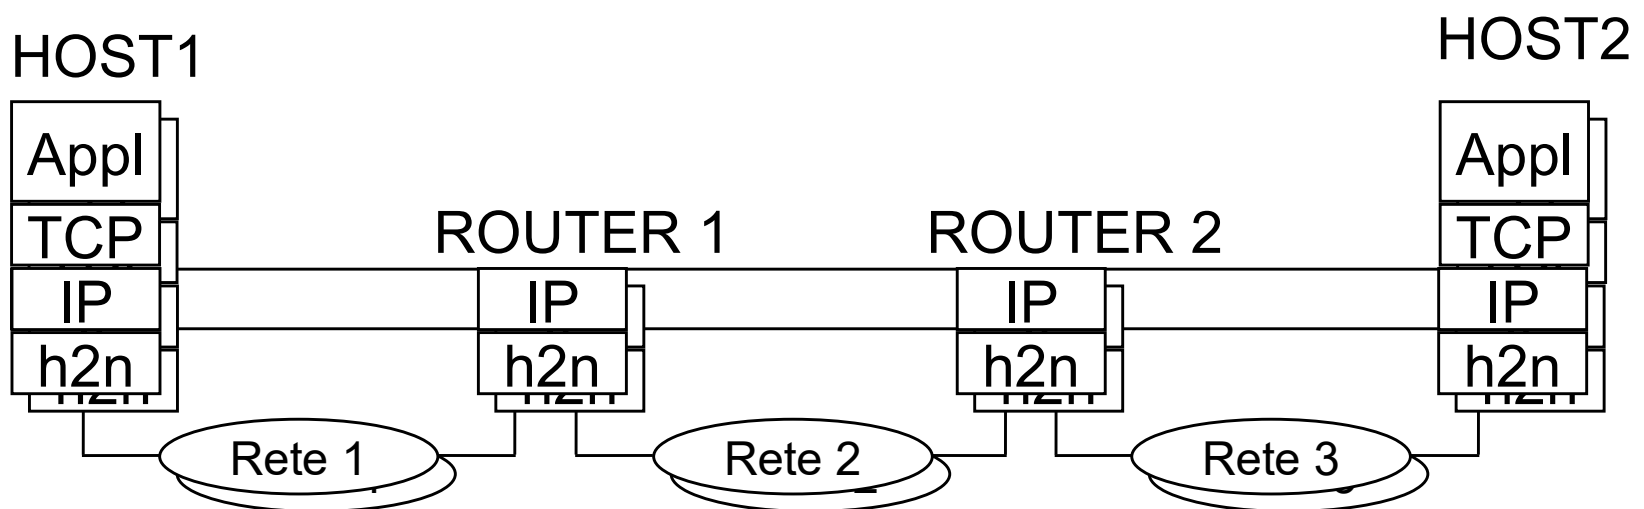 HOST1
HOST2
Appl
Appl
TCP
ROUTER 1
ROUTER 2
TCP
IP
IP
IP
IP
h2n
h2n
h2n
h2n
Rete 1
Rete 2
Rete 3